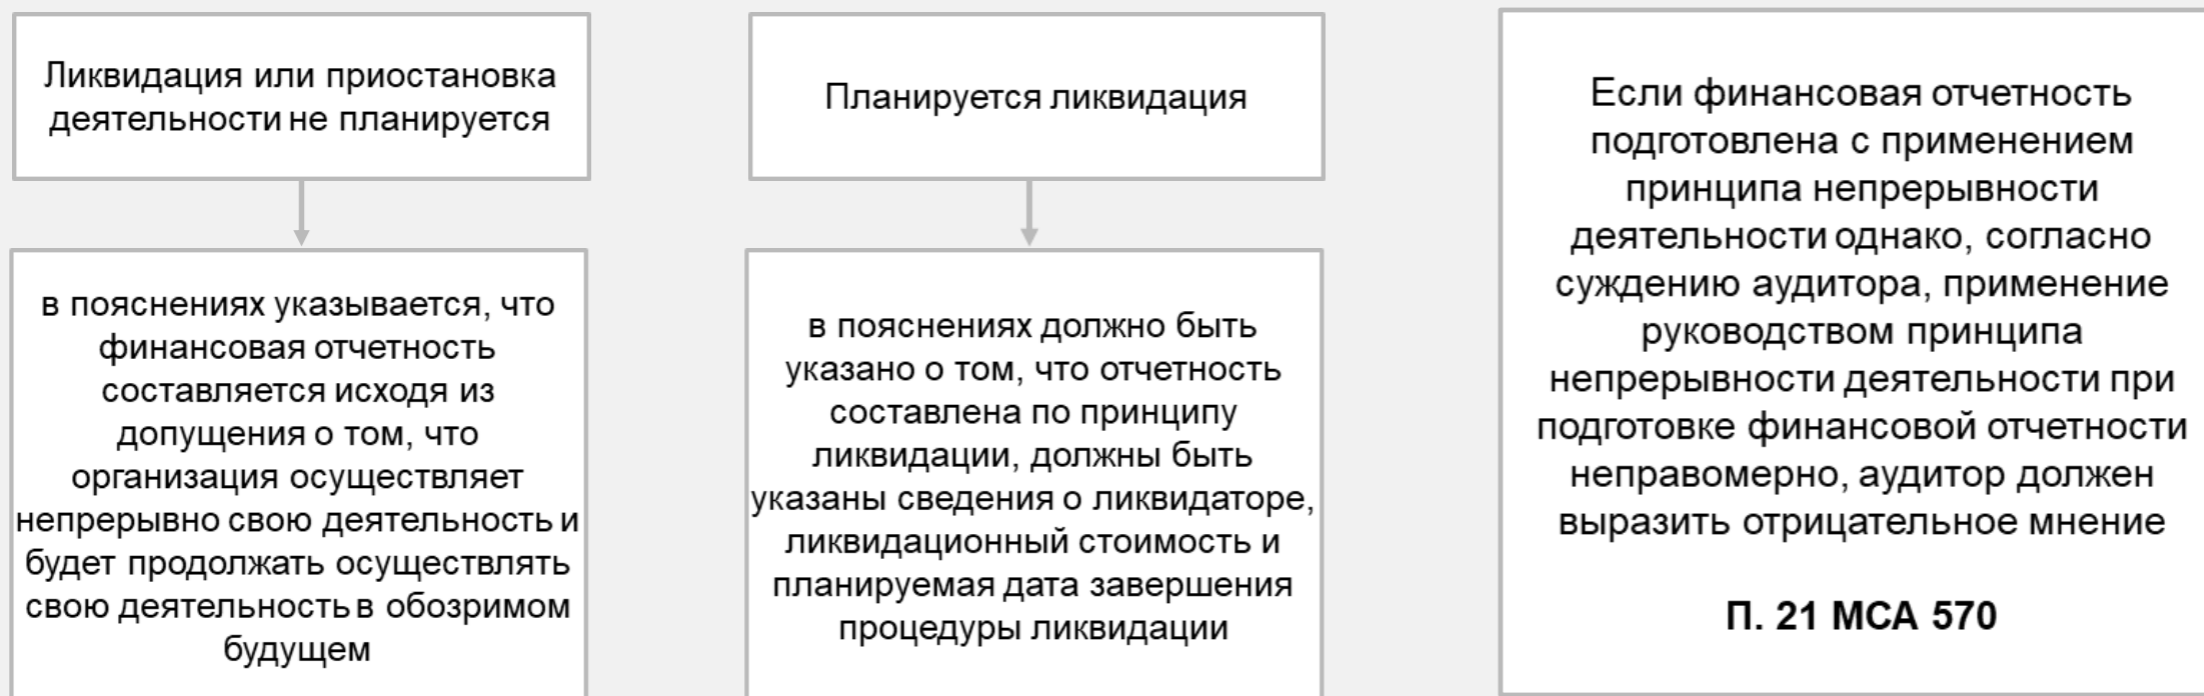 Ликвидация или приостановка
деятельности не планируется
в пояснениях указывается, что
финансовая отчетность
составляется исходя из
допущения о том, что
организация осуществляет
непрерывно свою деятельность и
будет продолжать осуществлять
свою деятельность в обозримом
будущем
Планируется ликвидация
в пояснениях должно быть
указано о том, что отчетность
составлена по принципу
ликвидации, должны быть
указаны сведения о ликвидаторе,
ликвидационный стоимость и
планируемая дата завершения
процедуры ликвидации
Если финансовая отчетность
подготовлена с применением
принципа непрерывности
деятельности однако, согласно
суждению аудитора, применение
руководством принципа
непрерывности деятельности при
подготовке финансовой отчетности
неправомерно, аудитор должен
выразить отрицательное мнение
П. 21 МСА 570